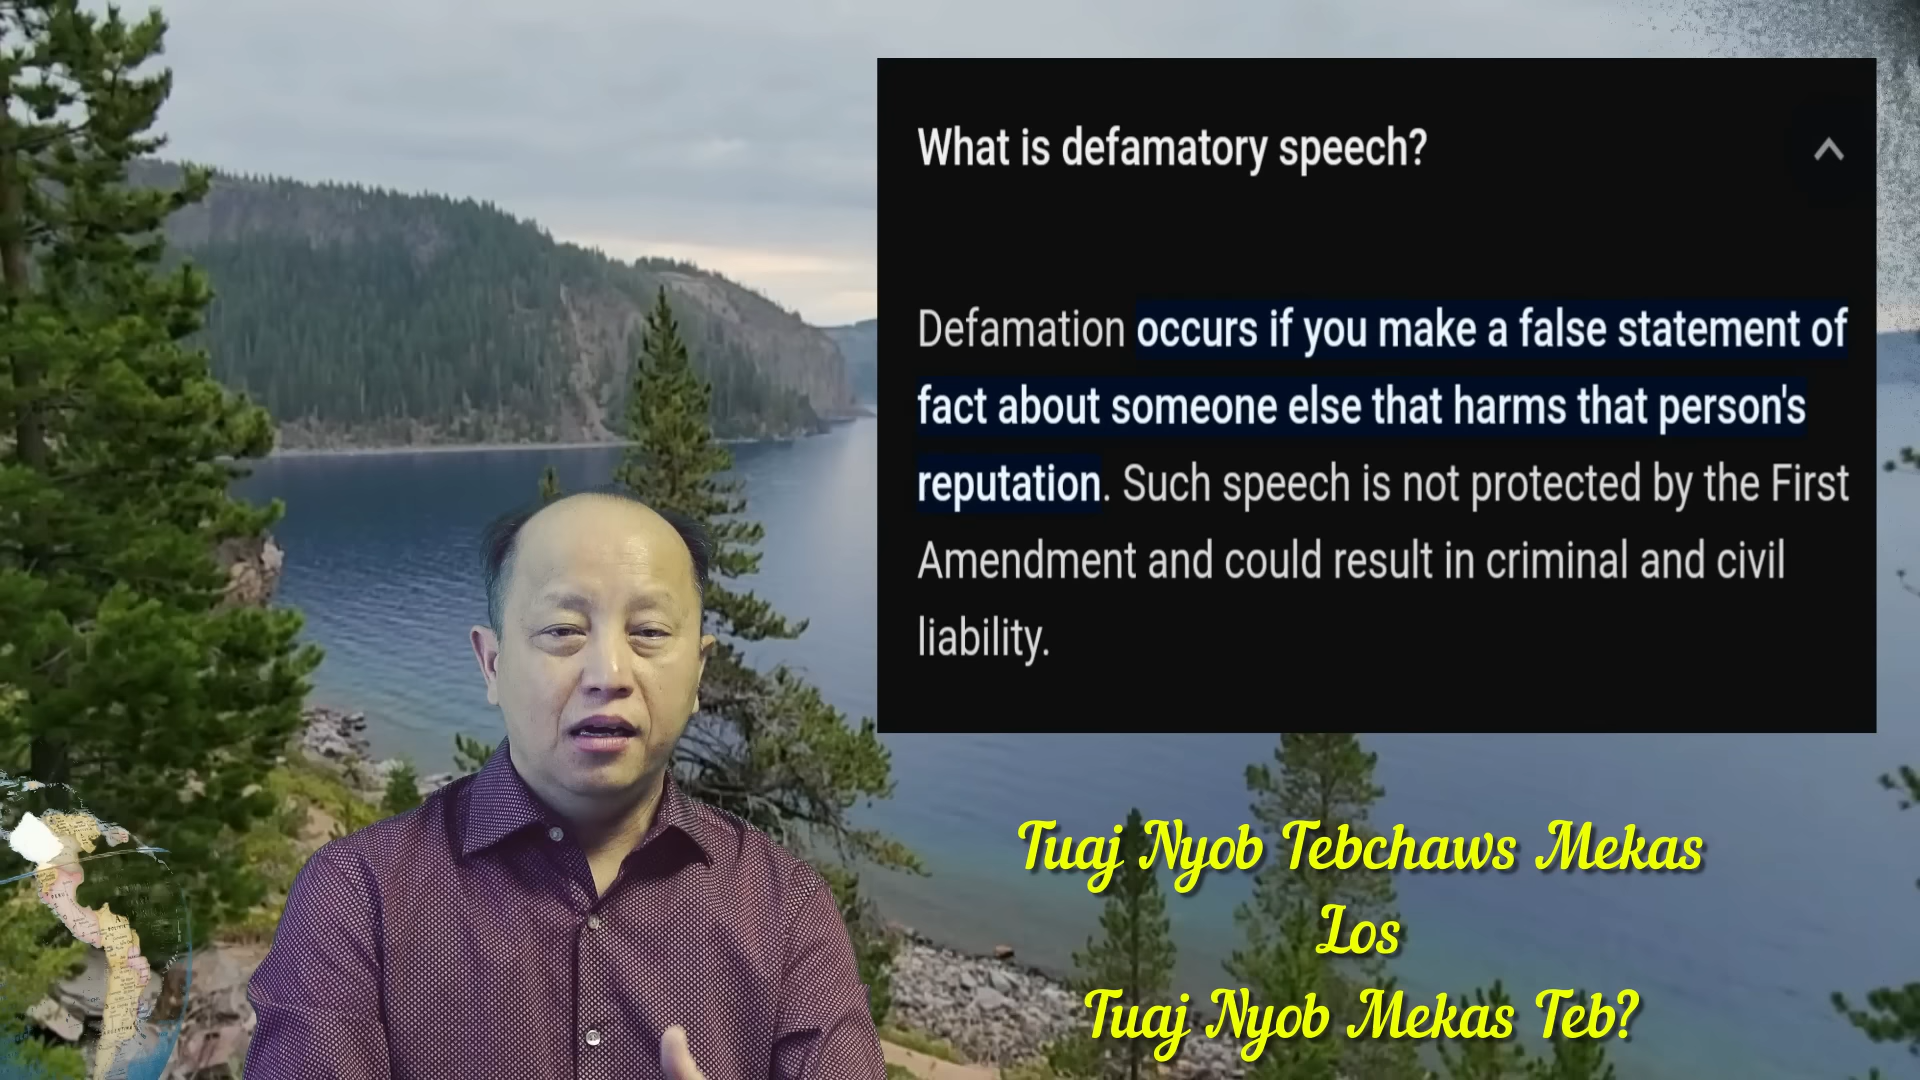 What is defamatory speech?
Defamation occurs if you make a false statement of
fact about someone else that harms that person's
reputation. Such speech is not protected by the First
Amendment and could result in criminal and civil
liability.
Tuaj Nyob Tebchaws Mekas
Los
Tuaj Nyob Mekas Teb?